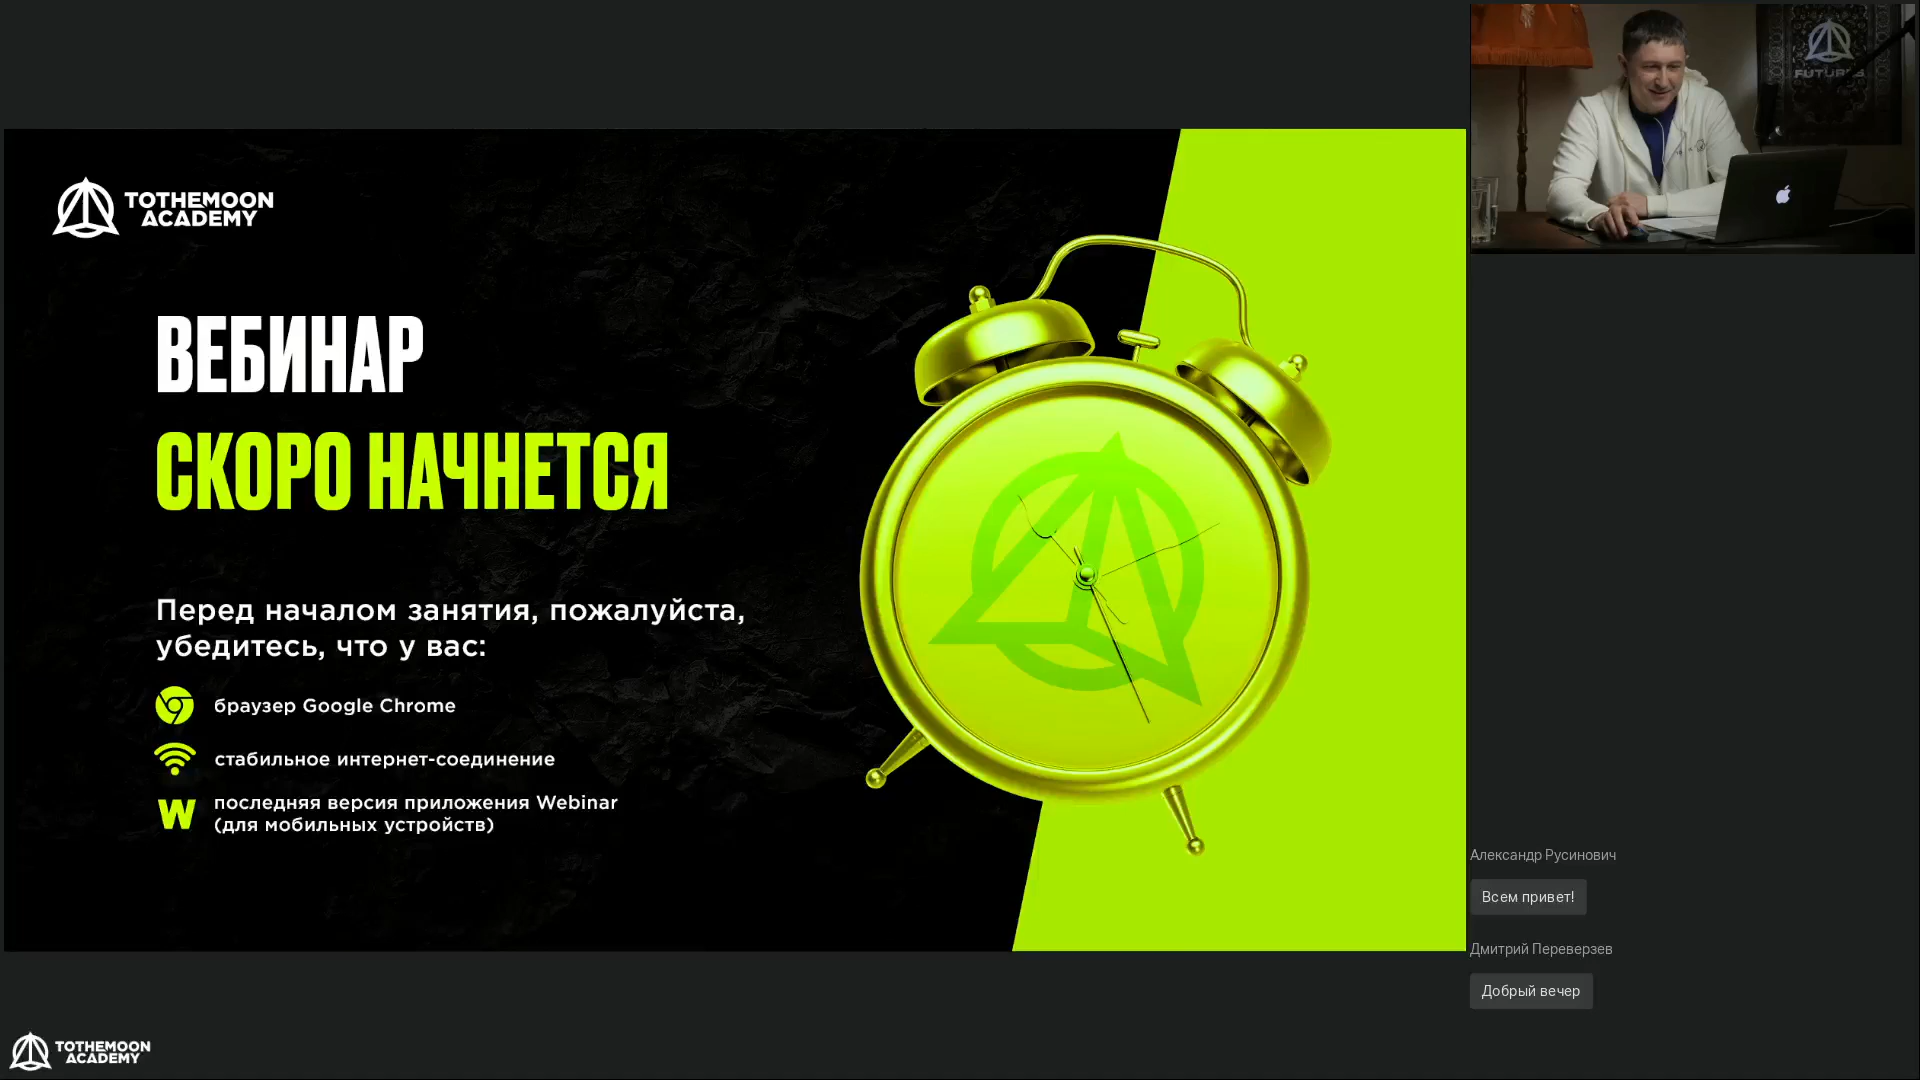 TOTHEMOON
ACADEMY
ВЕБИНАР
СКОРО НАЧНЕТСЯ
Перед началом занятия, пожалуйста,
убедитесь, что у вас:
браузер Google Chrome
стабильное интернет-соединение
последняя версия приложения Webinar
(для мобильных устройств)
FUTURES
Александр Русинович
Всем привет!
Дмитрий Переверзев
Добрый вечер
TOTHEMOON
ACADEMY